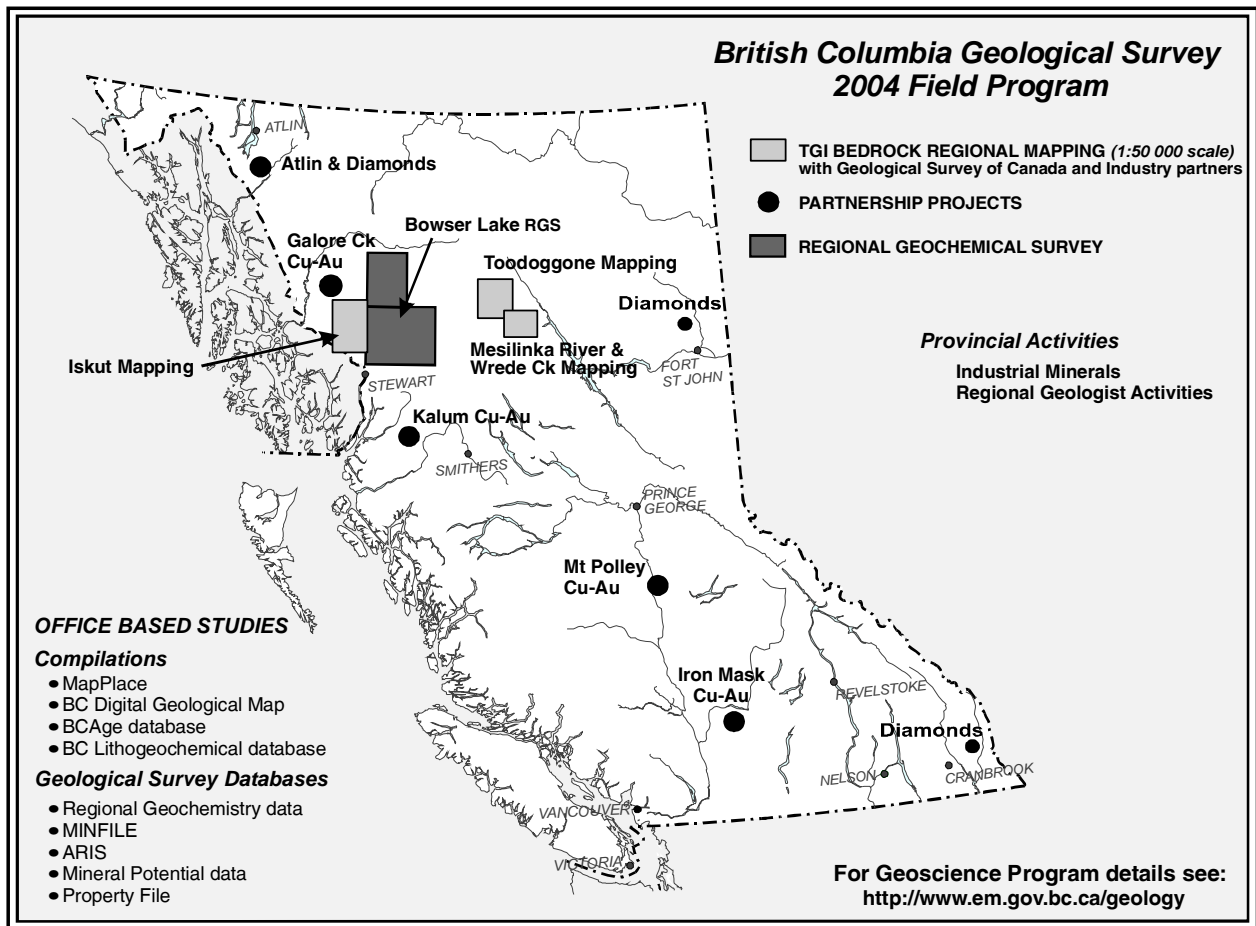 British Columbia Geological Survey
2004 Field Program
TGI BEDROCK REGIONAL MAPPING (1:50 000 scale)
with Geological Survey of Canada and Industry partners
PARTNERSHIP PROJECTS
REGIONAL GEOCHEMICAL SURVEY
Provincial Activities
Industrial Minerals
Regional Geologist Activities
ATLIN
Atlin & Diamonds
Bowser Lake RGS
Galore Ck
Cu-Au
Toodoggone Mapping
Diamonds
Iskut Mapping
Mesilinka River &
Wrede Ck Mapping
FORT
ST JOHN
STEWART
Kalum Cu-Au
SMITHERS
PRINCE
GEORGE
Mt Polley
Cu-Au
Iron Mask
Cu-Au
REVELSTOKE
Diamonds
NELSON
CRANBROOK
VANCOUVER
VICTORIA
OFFICE BASED STUDIES
Compilations
• MapPlace
• BC Digital Geological Map
• BCAge database
• BC Lithogeochemical database
Geological Survey Databases
• Regional Geochemistry data
• MINFILE
• ARIS
• Mineral Potential data
• Property File
For Geoscience Program details see:
http://www.em.gov.bc.ca/geology